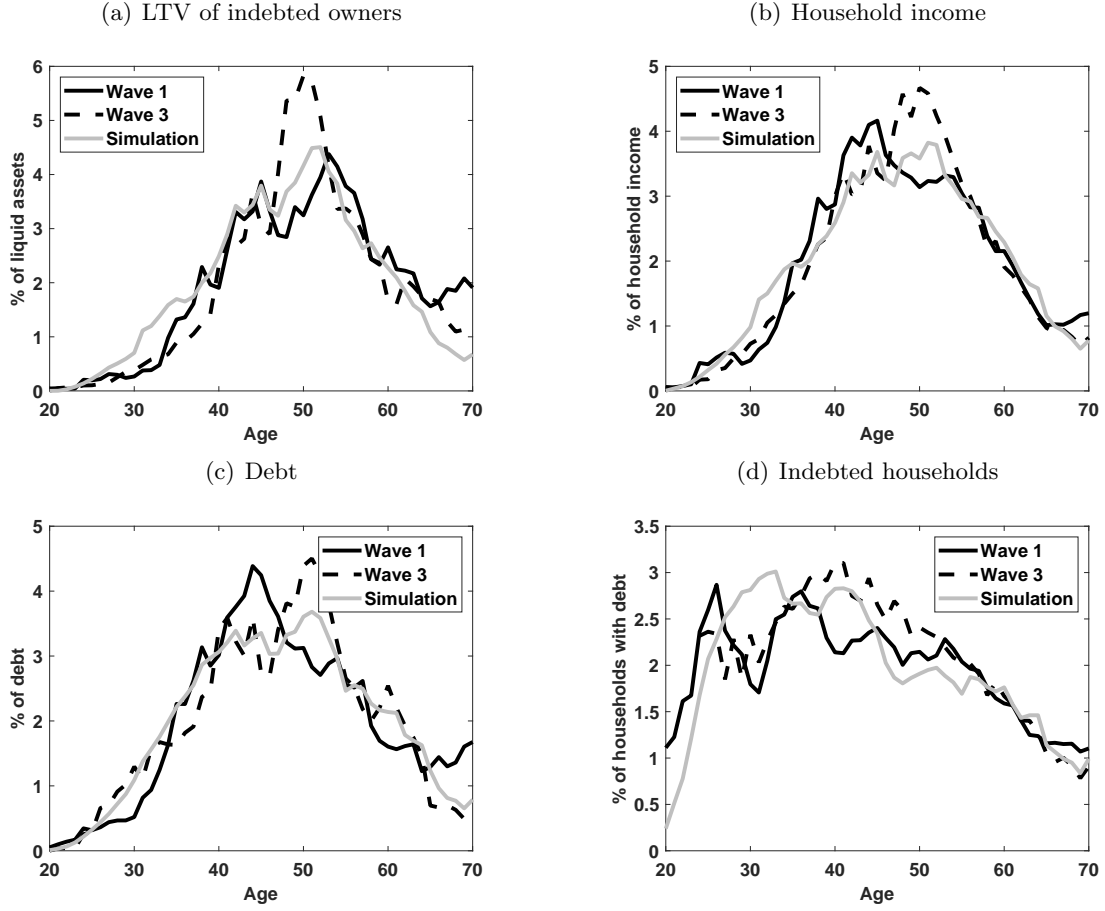 (a) LTV of indebted owners
% of liquid assets
6
5
4
3
2
1
0
20 30 40 50 60 70
Age
Wave 1
Wave 3
Simulation
(b) Household income
% of household income
5
4
3
2
1
0
20 30 40 50 60 70
Age
Wave 1
Wave 3
Simulation
(c) Debt
% of debt
5
4
3
2
1
0
20 30 40 50 60 70
Age
Wave 1
Wave 3
Simulation
(d) Indebted households
% of households with debt
3.5
3
2.5
2
1.5
1
0.5
0
20 30 40 50 60 70
Age
Wave 1
Wave 3
Simulation